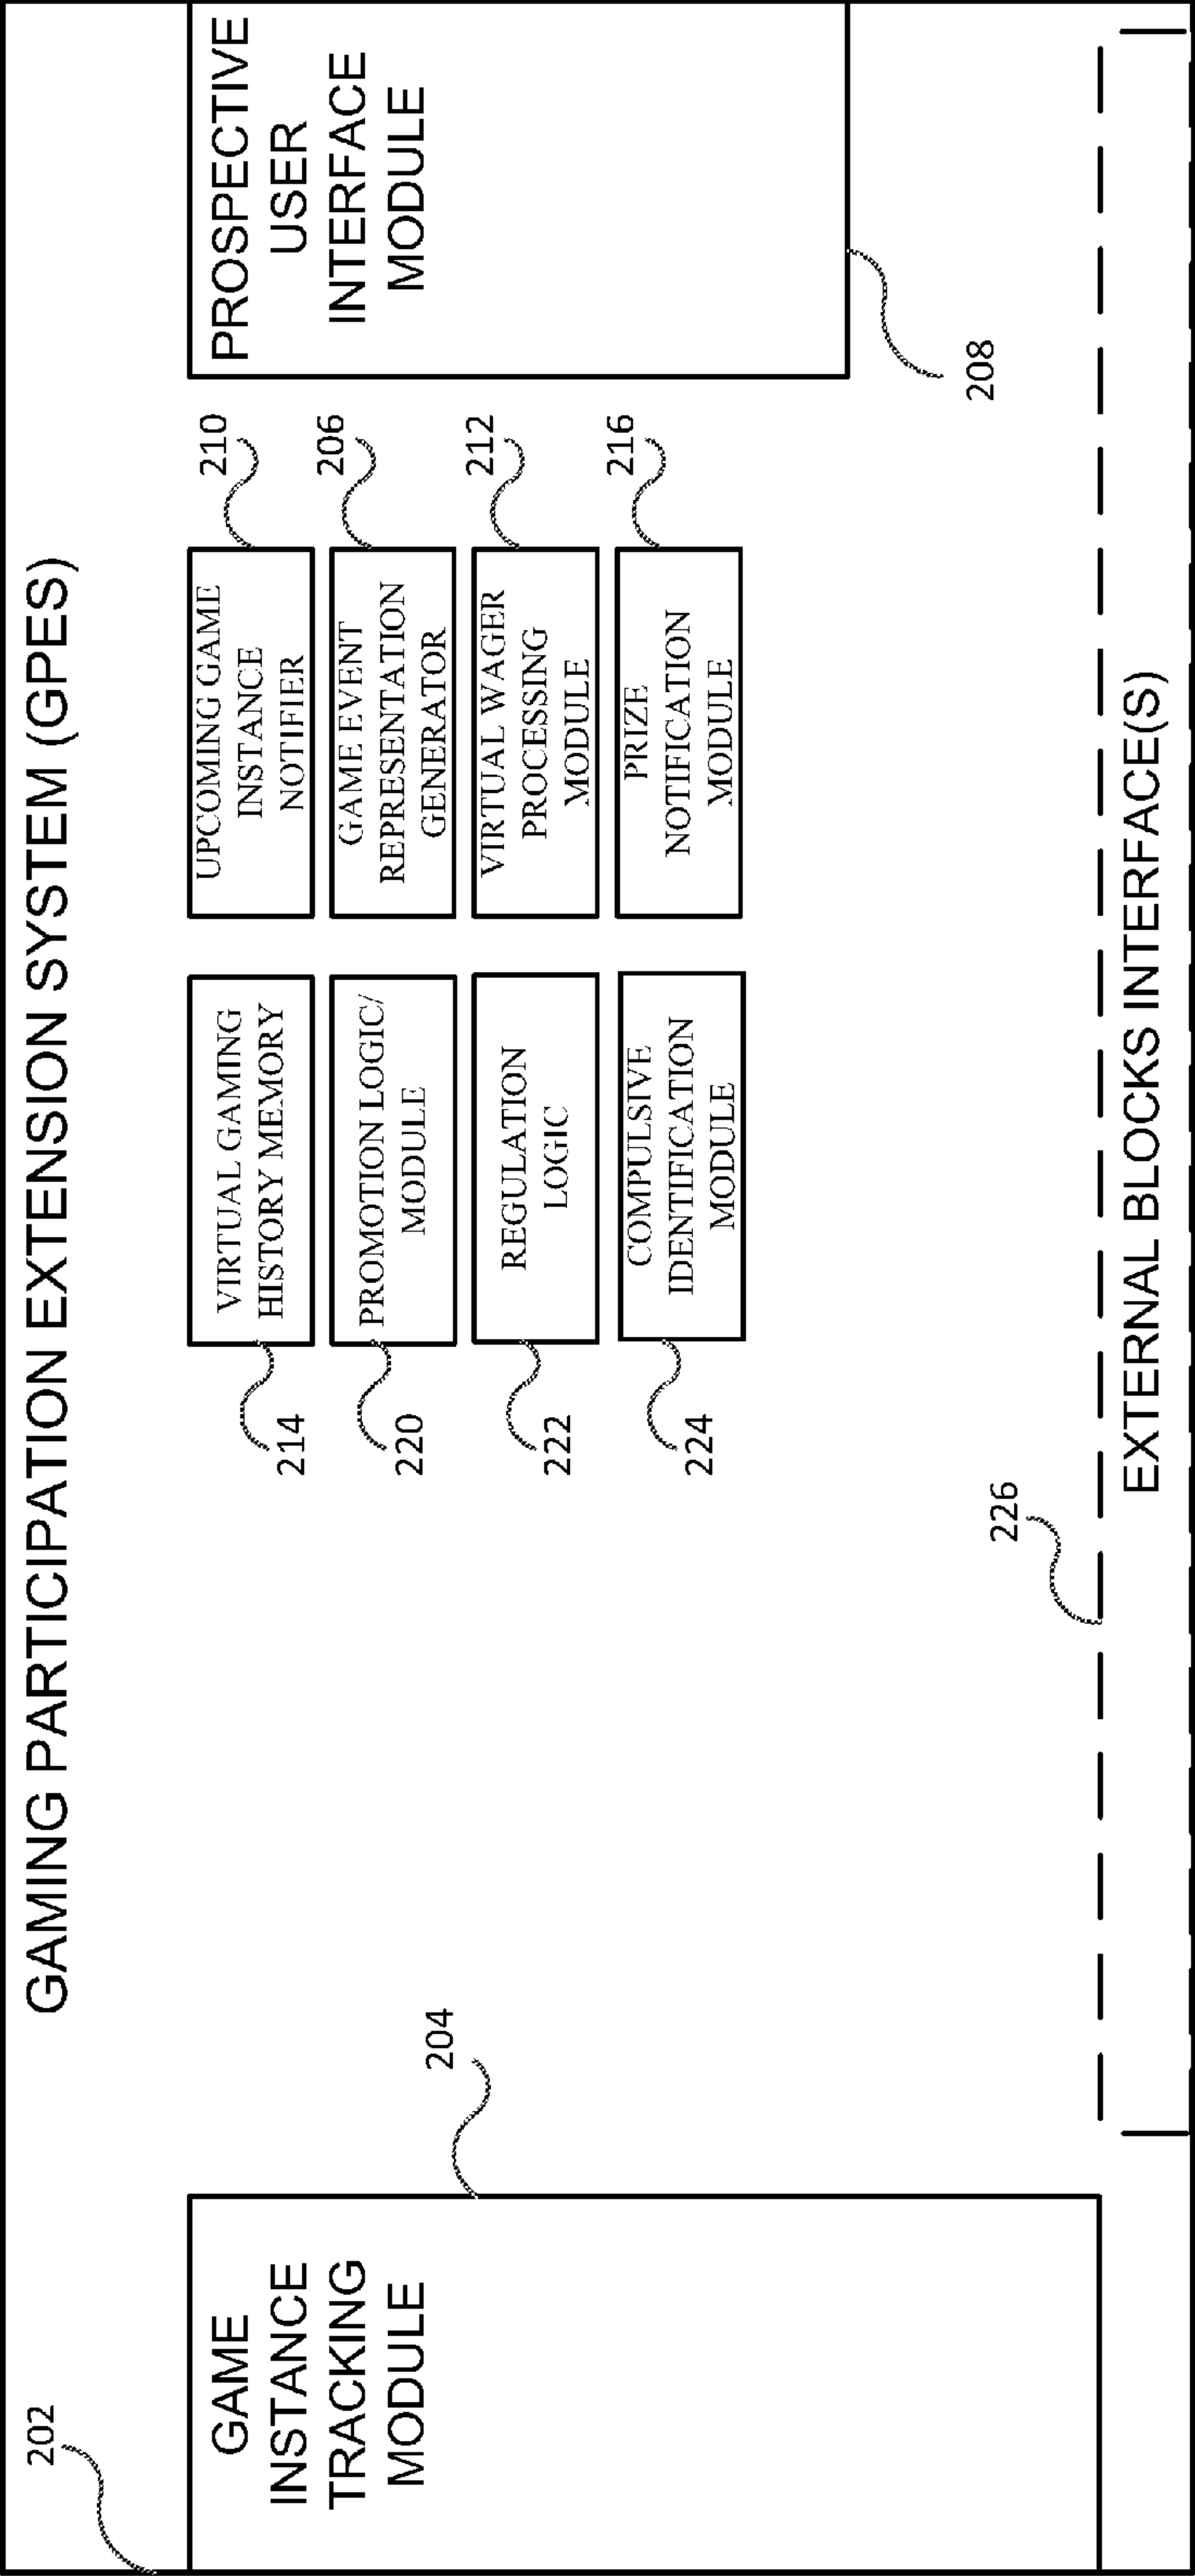 GAMING PARTICIPATION EXTENSION SYSTEM (GPES)
202
GAME
INSTANCE
TRACKING
MODULE
204
214
VIRTUAL GAMING
HISTORY MEMORY
220
PROMOTION LOGIC/
MODULE
222
REGULATION
LOGIC
224
COMPULSIVE
IDENTIFICATION
MODULE
UPCOMING GAME
INSTANCE
NOTIFIER
210
GAME EVENT
REPRESENTATION
GENERATOR
206
VIRTUAL WAGER
PROCESSING
MODULE
212
PRIZE
NOTIFICATION
MODULE
216
PROSPECTIVE
USER
INTERFACE
MODULE
208
226
EXTERNAL BLOCKS INTERFACE(S)